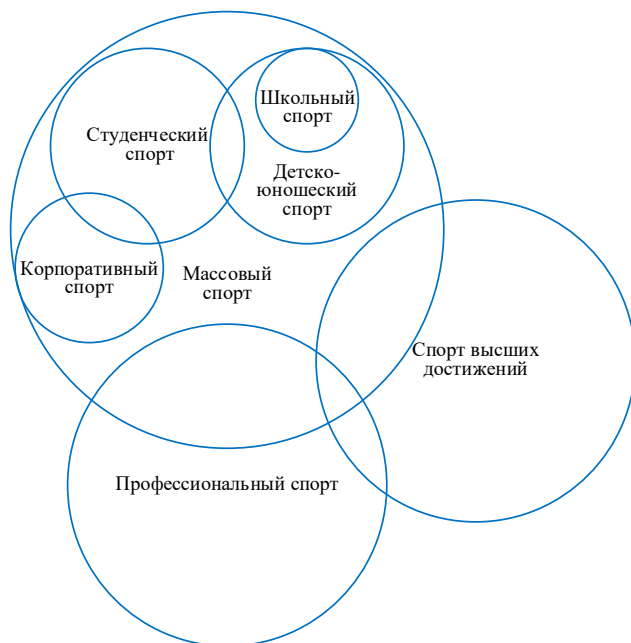 Школьный
спорт
Студенческий
спорт
Детско-
юношеский
спорт
Корпоративный
спорт
Массовый
спорт
Спорт высших
достижений
Профессиональный спорт